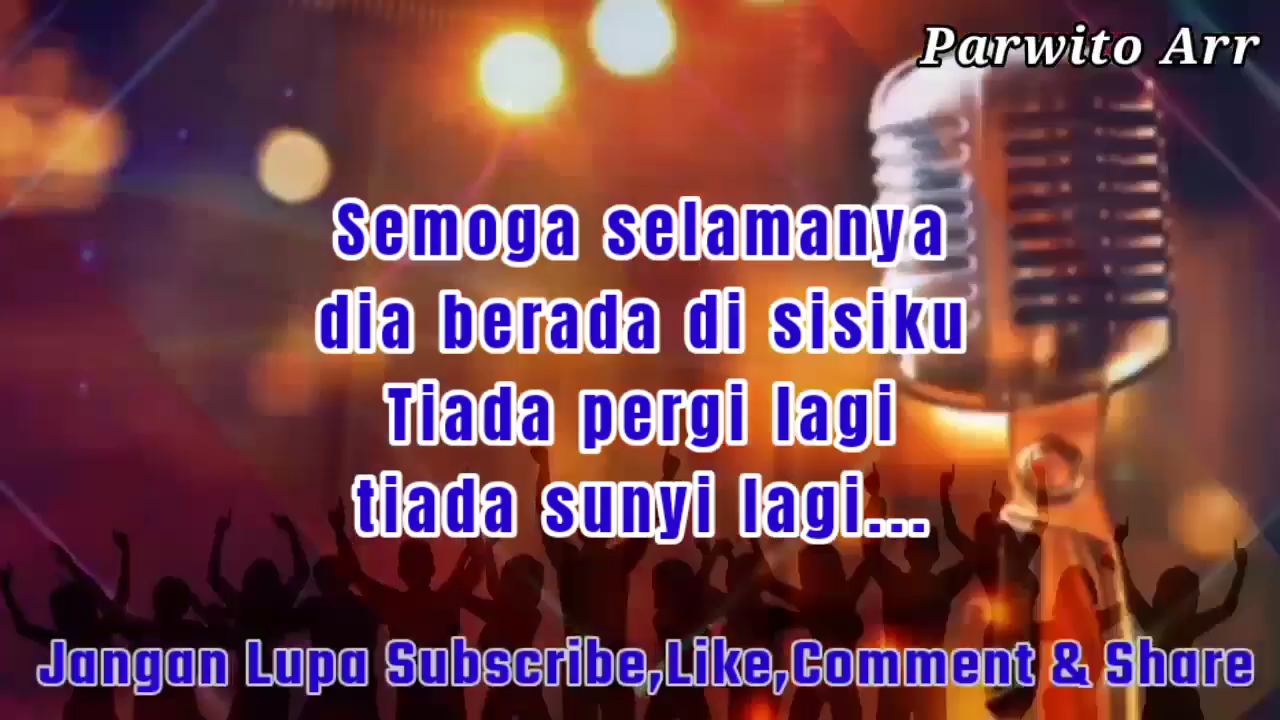 Parwito Arr
Semoga selamanya
dia berada di sisiku
Tiada pergi lagi
tiada sunyi lagi...
Jangan Lupa Subscribe,Like,Comment & Share